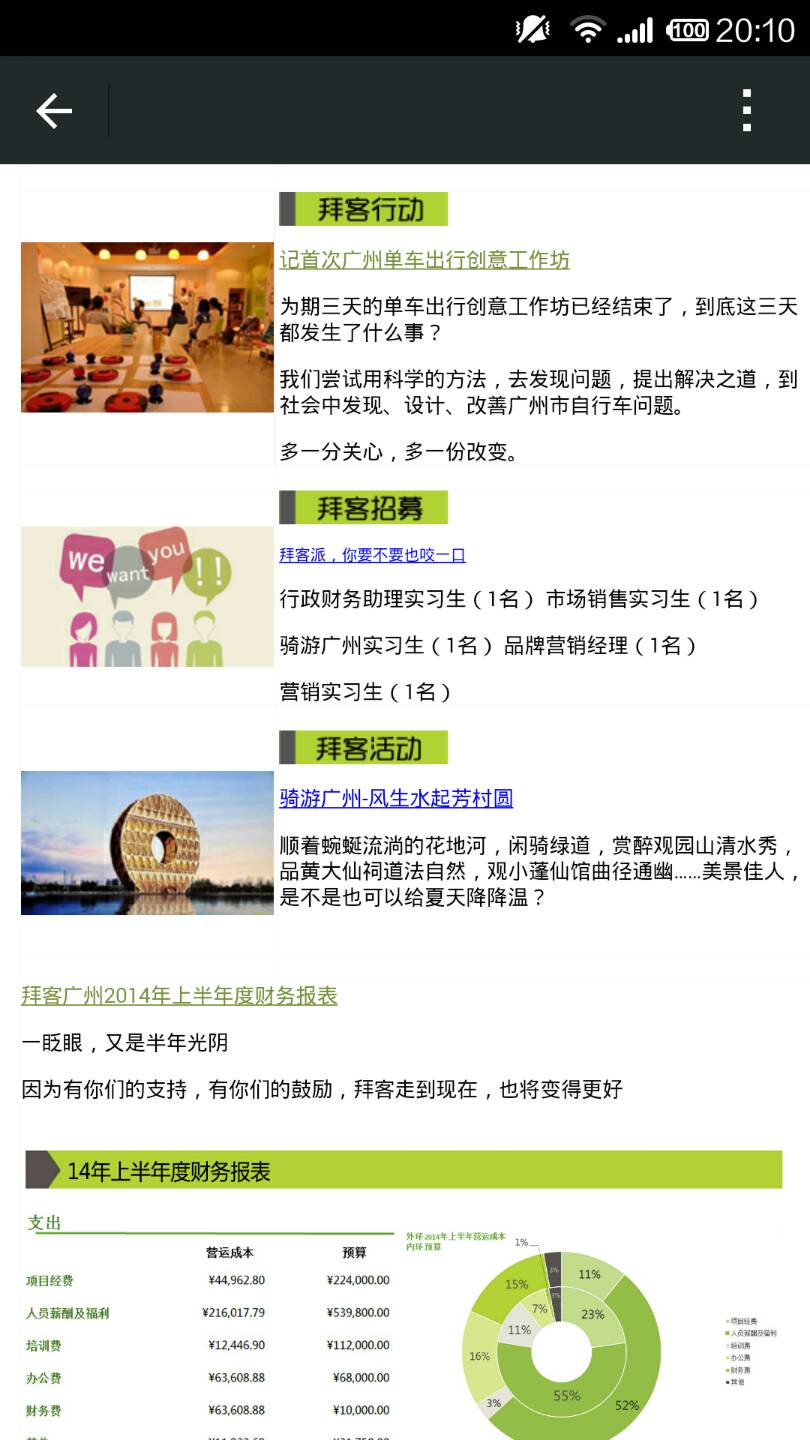 20:10
100
拜客行动
记首次广州单车出行创意工作坊
为期三天的单车出行创意工作坊已经结束了，到底这三天
都发生了什么事？
我们尝试用科学的方法，去发现问题，提出解决之道，到
社会中发现、设计、改善广州市自行车问题。
多一分关心，多一份改变。
拜客招募
we want you !!
拜客派，你要不要也咬一口
行政财务助理实习生（1名） 市场销售实习生（1名）
骑游广州实习生（1名） 品牌营销经理（1名）
营销实习生（1名）
拜客活动
骑游广州-风生水起芳村圆
顺着蜿蜒流淌的花地河，闲骑绿道，赏醉观园山清水秀，
品黄大仙祠道法自然，观小蓬仙馆曲径通幽......美景佳人，
是不是也可以给夏天降降温？
拜客广州2014年上半年度财务报表
一眨眼，又是半年光阴
因为有你们的支持，有你们的鼓励，拜客走到现在，也将变得更好
14年上半年度财务报表
支出
营运成本 预算
项目经费 ¥44,962.80 ¥224,000.00
人员薪酬及福利 ¥216,017.79 ¥539,800.00
培训费 ¥12,446.90 ¥112,000.00
办公费 ¥63,608.88 ¥68,000.00
财务费 ¥63,608.88 ¥10,000.00
外环 2014年上半年营运成本
内环 预算
1%
11%
15%
7%
23%
11%
16%
55%
3%
52%
项目经费
人员薪酬及福利
培训费
办公费
财务费
其他